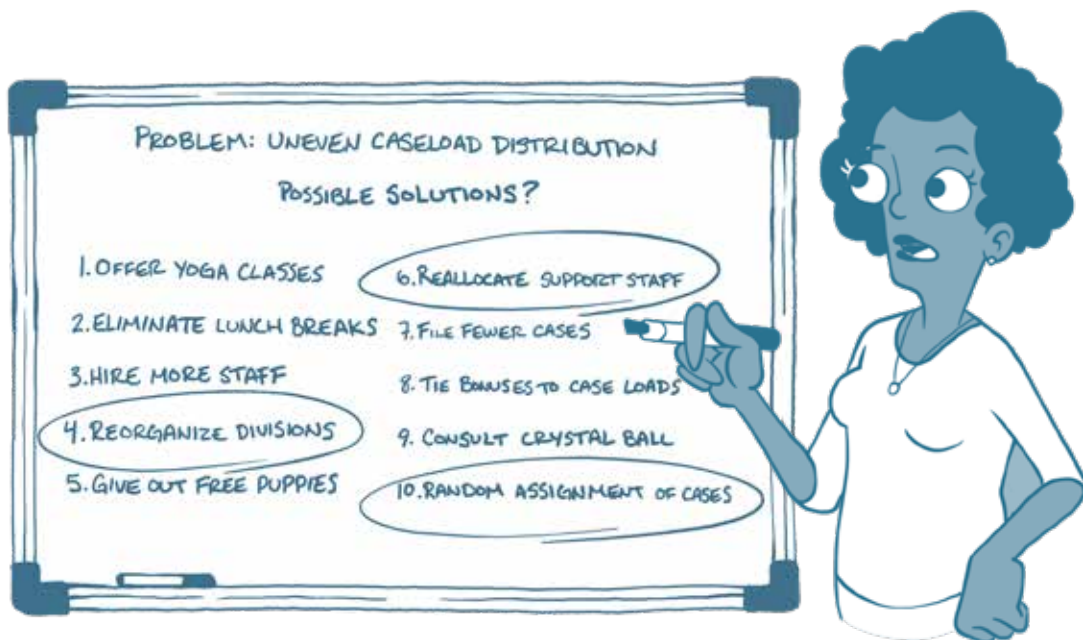 PROBLEM: UNEVEN CASELOAD DISTRIBUTION
POSSIBLE SOLUTIONS?
1. OFFER YOGA CLASSES
2. ELIMINATE LUNCH BREAKS
3. HIRE MORE STAFF
4. REORGANIZE DIVISIONS
5. GIVE OUT FREE PUPPIES
6. REALLOCATE SUPPORT STAFF
7. FILE FEWER CASES
8. TIE BONUSES TO CASE LOADS
9. CONSULT CRYSTAL BALL
10. RANDOM ASSIGNMENT OF CASES